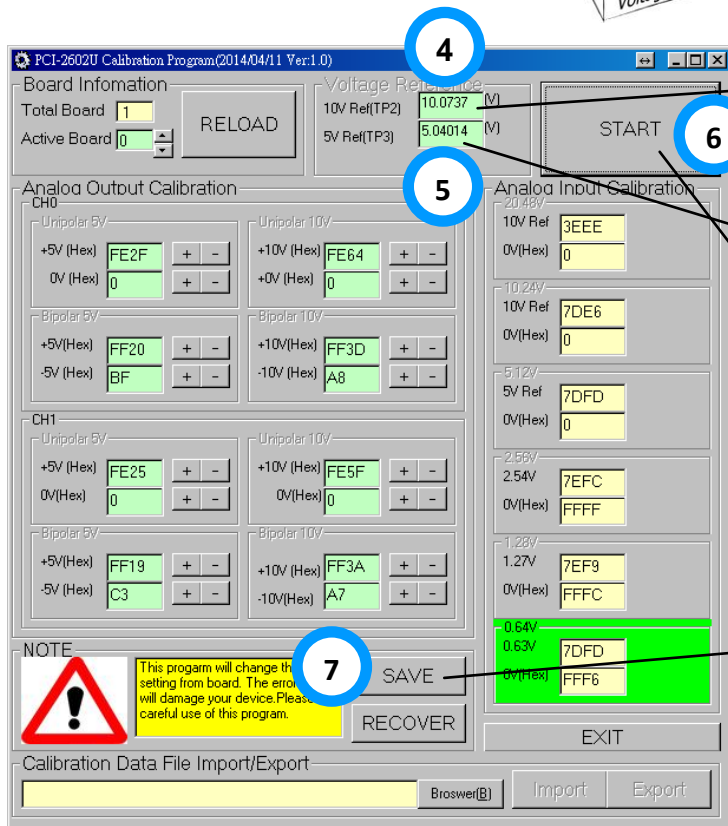 PCI-2602U Calibration Program(2014/04/11 Ver:1.0)
4
Board Infomation
Total Board 1
Active Board 0
RELOAD
Voltage Reference
10V Ref(TP2) 10.0737 (V)
5V Ref(TP3) 5.04014 (V)
START
6
5
Analog Output Calibration
CH0
Unipolar 5V
+5V (Hex) FE2F + -
0V (Hex) 0 + -
Unipolar 10V
+10V (Hex) FE64 + -
+0V (Hex) 0 + -
Bipolar 5V
+5V(Hex) FF20 + -
-5V (Hex) BF + -
Bipolar 10V
+10V(Hex) FF3D + -
-10V (Hex) A8 + -
CH1
Unipolar 5V
+5V (Hex) FE25 + -
0V(Hex) 0 + -
Unipolar 10V
+10V (Hex) FE5F + -
0V(Hex) 0 + -
Bipolar 5V
+5V(Hex) FF19 + -
-5V (Hex) C3 + -
Bipolar 10V
+10V (Hex) FF3A + -
-10V(Hex) A7 + -
Analog Input Calibration
20.48V
10V Ref 3EEE
0V(Hex) 0
10.24V
10V Ref 7DE6
0V(Hex) 0
5.12V
5V Ref 7DFD
0V(Hex) 0
2.56V
2.54V 7EFC
0V(Hex) FFFF
1.28V
1.27V 7EF9
0V(Hex) FFFC
0.64V
0.63V 7DFD
0V(Hex) FFF6
NOTE
This progarm will change
setting from board. The
will damage your device.Please
careful use of this program.
7
SAVE
RECOVER
EXIT
Calibration Data File Import/Export
Broswer(B)
Import
Export